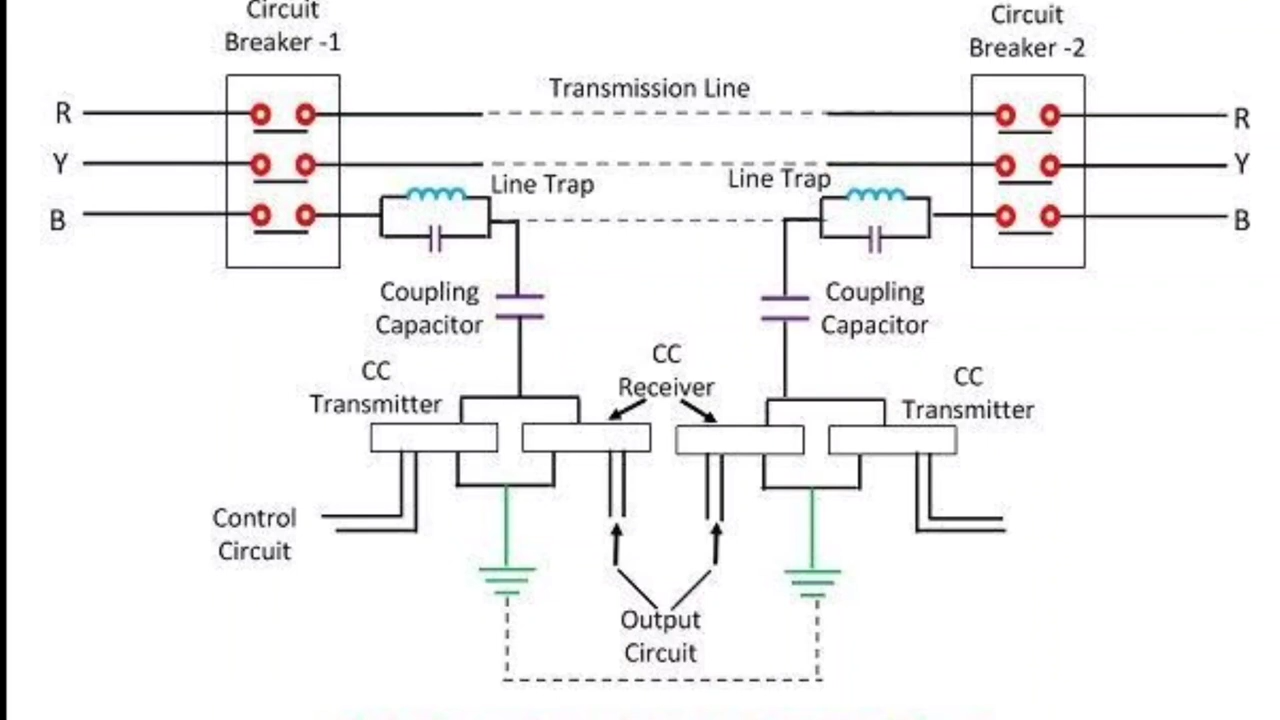 Circuit
Breaker -1
Circuit
Breaker -2
Transmission Line
R
R
Y
Y
Line Trap
Line Trap
B
B
Coupling
Capacitor
Coupling
Capacitor
CC
Receiver
CC
Transmitter
CC
Transmitter
Control
Circuit
Output
Circuit